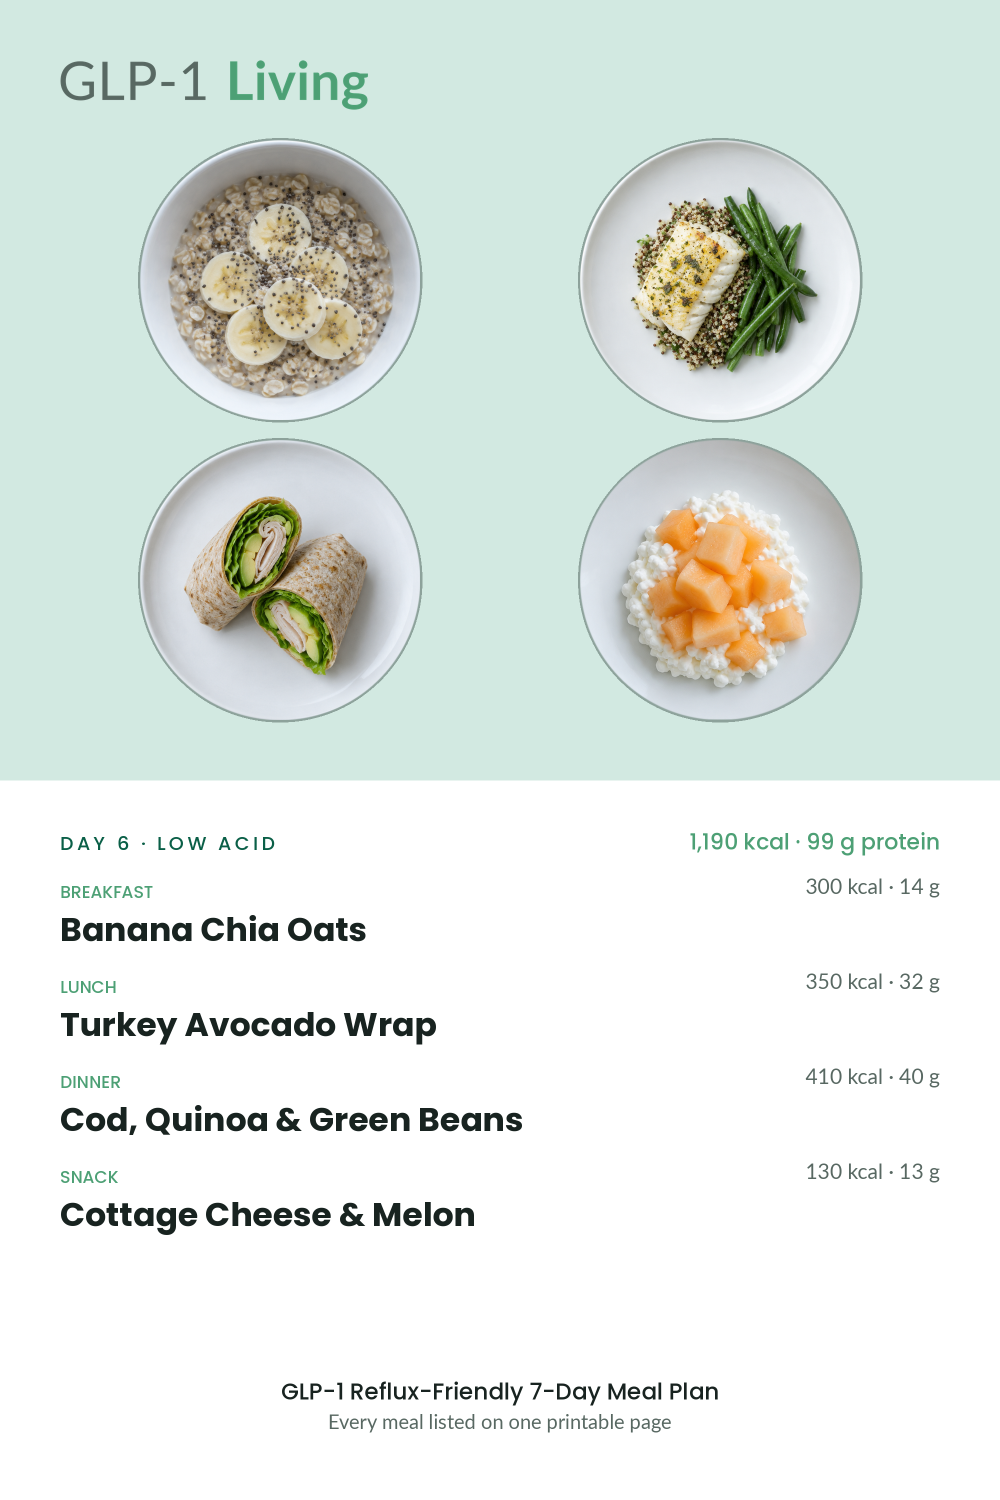 GLP-1 Living
DAY 6 · LOW ACID
1,190 kcal · 99 g protein
BREAKFAST
300 kcal · 14 g
Banana Chia Oats
LUNCH
350 kcal · 32 g
Turkey Avocado Wrap
DINNER
410 kcal · 40 g
Cod, Quinoa & Green Beans
SNACK
130 kcal · 13 g
Cottage Cheese & Melon
GLP-1 Reflux-Friendly 7-Day Meal Plan
Every meal listed on one printable page